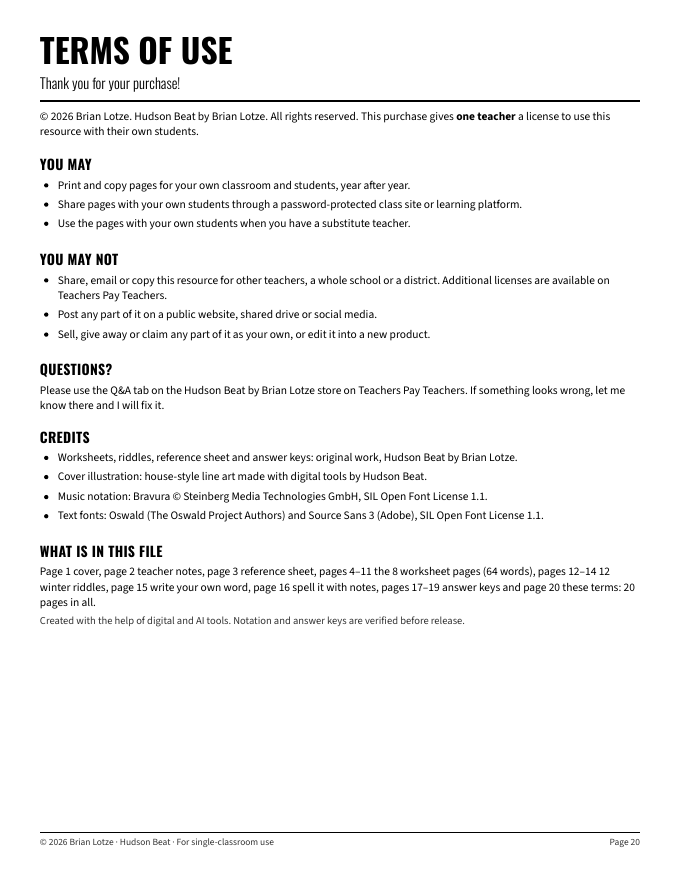 TERMS OF USE
Thank you for your purchase!
© 2026 Brian Lotze. Hudson Beat by Brian Lotze. All rights reserved. This purchase gives one teacher a license to use this
resource with their own students.
YOU MAY
• Print and copy pages for your own classroom and students, year after year.
• Share pages with your own students through a password-protected class site or learning platform.
• Use the pages with your own students when you have a substitute teacher.
YOU MAY NOT
• Share, email or copy this resource for other teachers, a whole school or a district. Additional licenses are available on
Teachers Pay Teachers.
• Post any part of it on a public website, shared drive or social media.
• Sell, give away or claim any part of it as your own, or edit it into a new product.
QUESTIONS?
Please use the Q&A tab on the Hudson Beat by Brian Lotze store on Teachers Pay Teachers. If something looks wrong, let me
know there and I will fix it.
CREDITS
• Worksheets, riddles, reference sheet and answer keys: original work, Hudson Beat by Brian Lotze.
• Cover illustration: house-style line art made with digital tools by Hudson Beat.
• Music notation: Bravura © Steinberg Media Technologies GmbH, SIL Open Font License 1.1.
• Text fonts: Oswald (The Oswald Project Authors) and Source Sans 3 (Adobe), SIL Open Font License 1.1.
WHAT IS IN THIS FILE
Page 1 cover, page 2 teacher notes, page 3 reference sheet, pages 4–11 the 8 worksheet pages (64 words), pages 12–14 12
winter riddles, page 15 write your own word, page 16 spell it with notes, pages 17–19 answer keys and page 20 these terms: 20
pages in all.
Created with the help of digital and AI tools. Notation and answer keys are verified before release.
© 2026 Brian Lotze · Hudson Beat · For single-classroom use
Page 20